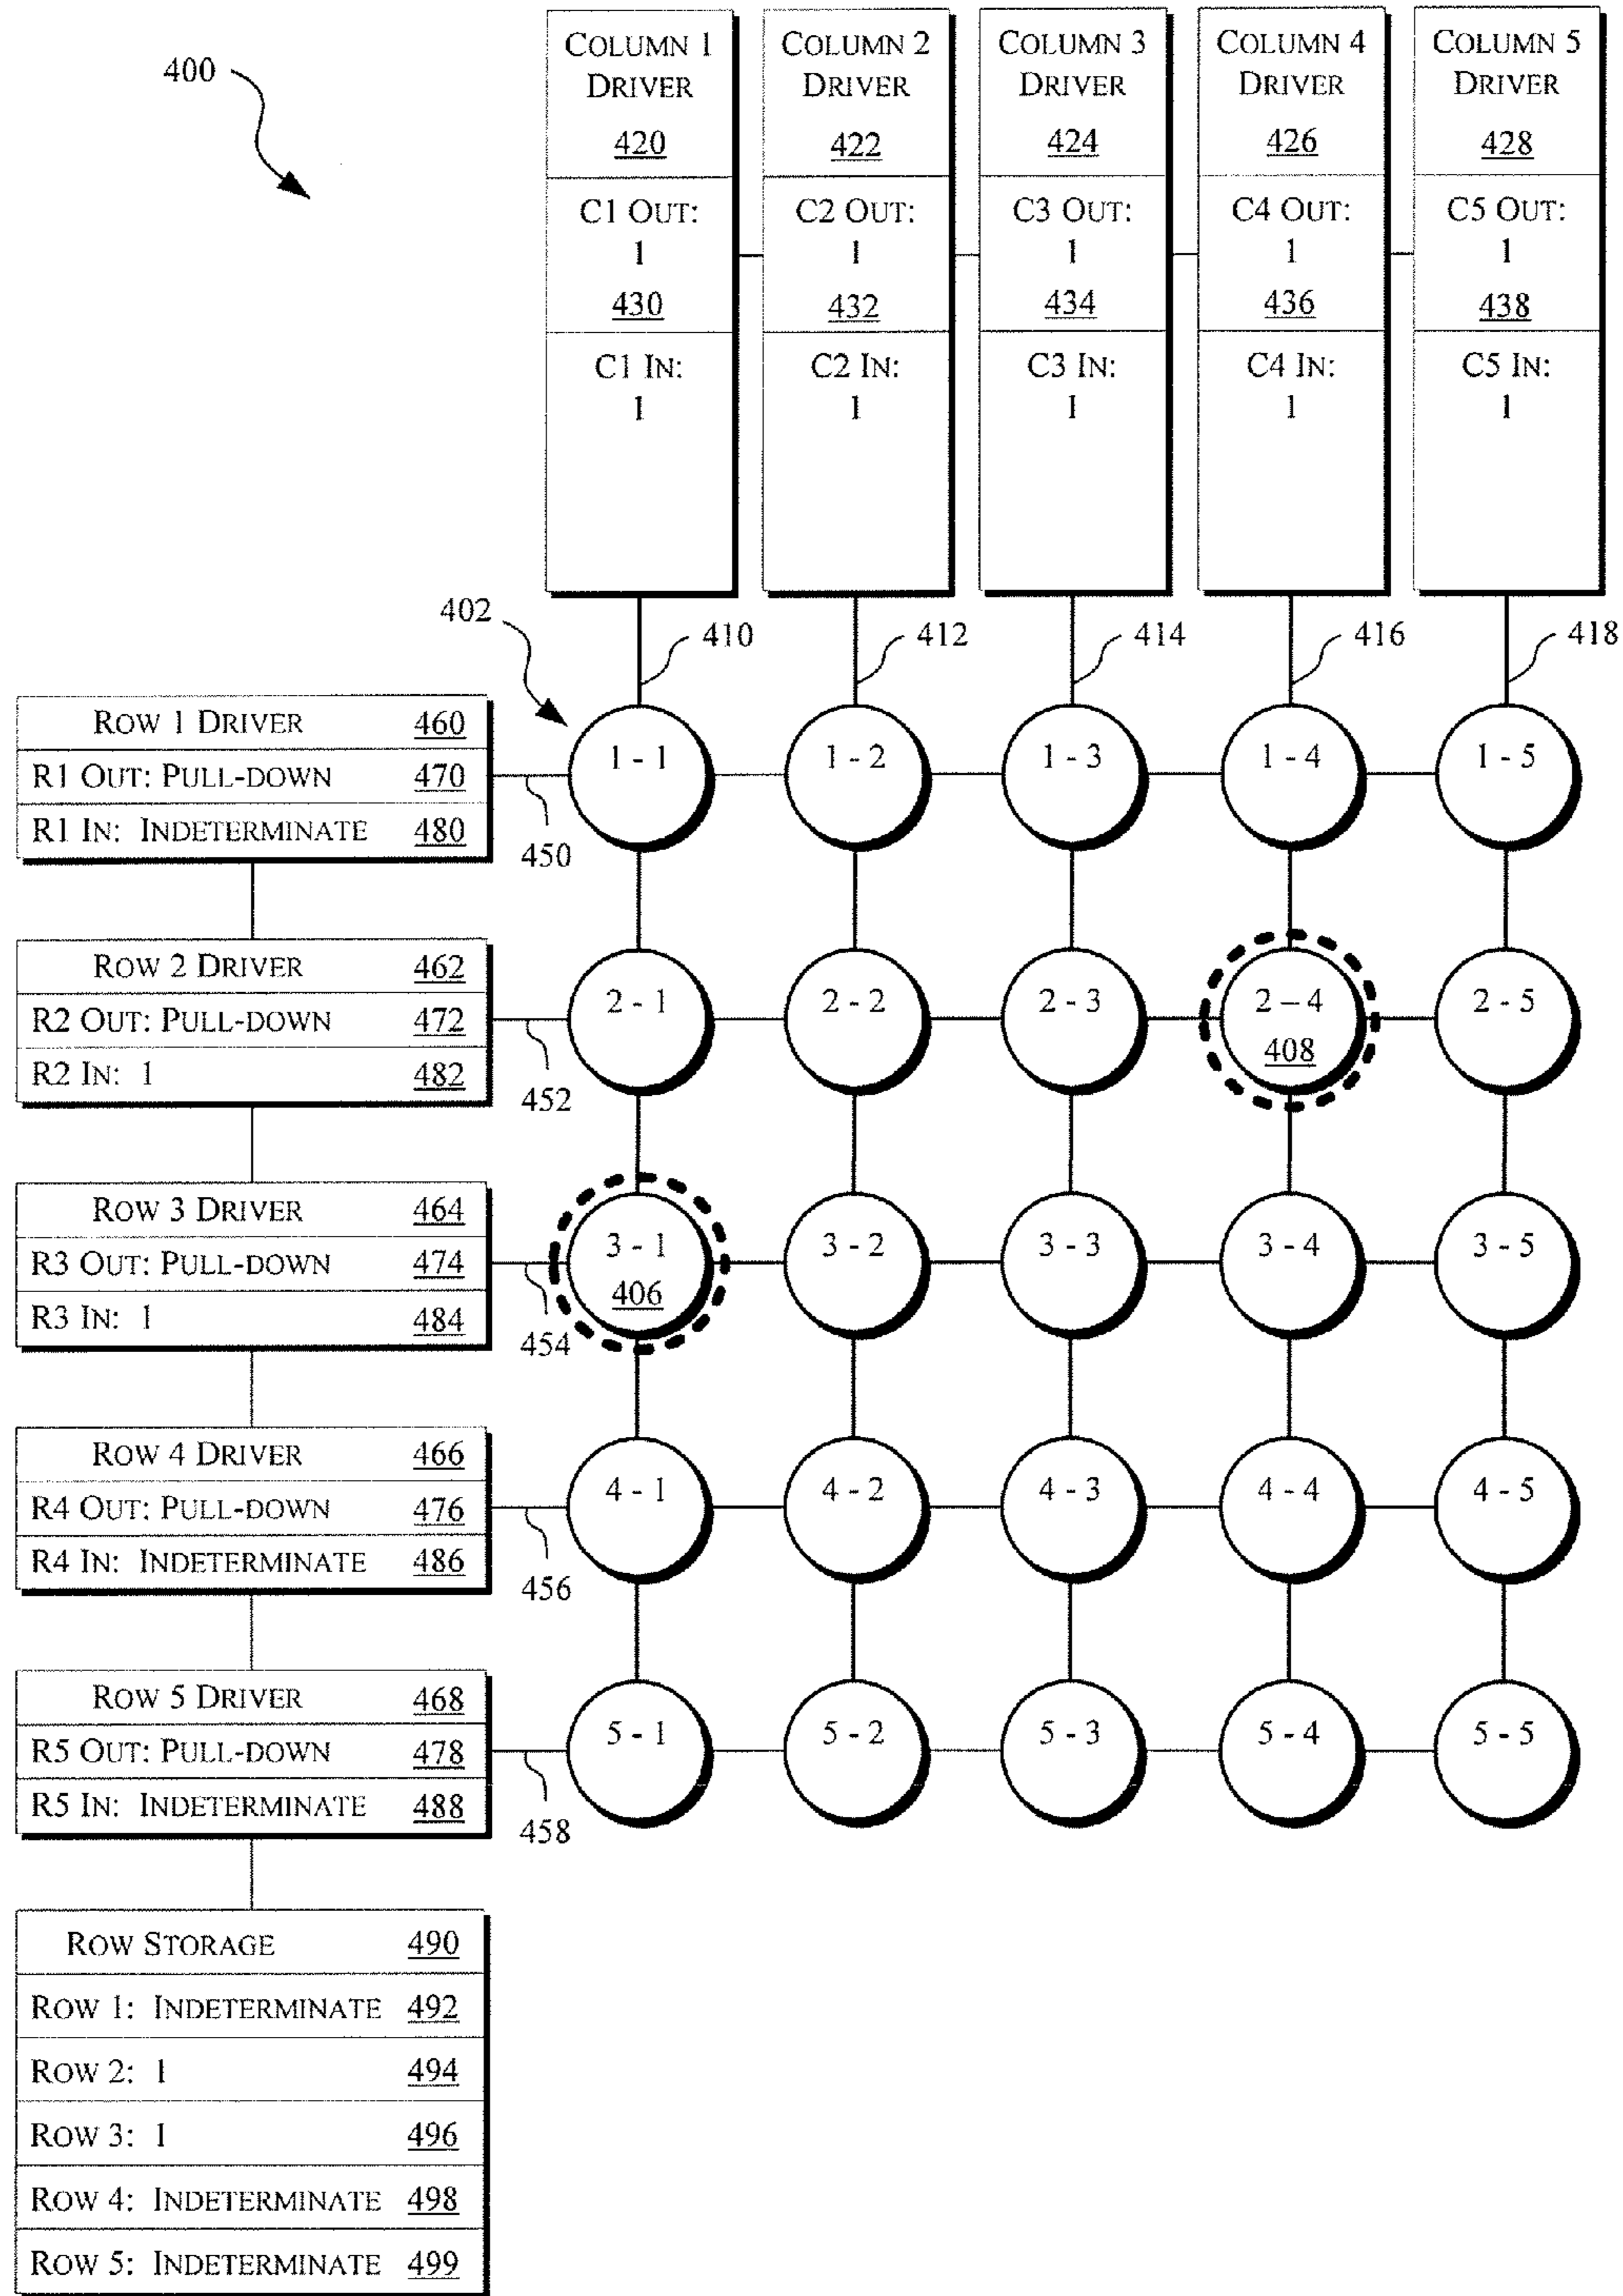 400
COLUMN 1 DRIVER 420
C1 OUT: 1 430
C1 IN: 1
COLUMN 2 DRIVER 422
C2 OUT: 1 432
C2 IN: 1
COLUMN 3 DRIVER 424
C3 OUT: 1 434
C3 IN: 1
COLUMN 4 DRIVER 426
C4 OUT: 1 436
C4 IN: 1
COLUMN 5 DRIVER 428
C5 OUT: 1 438
C5 IN: 1
402 410 412 414 416 418
ROW 1 DRIVER 460
R1 OUT: PULL-DOWN 470
R1 IN: INDETERMINATE 480
450
1 - 1 1 - 2 1 - 3 1 - 4 1 - 5
ROW 2 DRIVER 462
R2 OUT: PULL-DOWN 472
R2 IN: 1 482
452
2 - 1 2 - 2 2 - 3 2 – 4 2 - 5
408
ROW 3 DRIVER 464
R3 OUT: PULL-DOWN 474
R3 IN: 1 484
454
3 - 1 3 - 2 3 - 3 3 - 4 3 - 5
406
ROW 4 DRIVER 466
R4 OUT: PULL-DOWN 476
R4 IN: INDETERMINATE 486
456
4 - 1 4 - 2 4 - 3 4 - 4 4 - 5
ROW 5 DRIVER 468
R5 OUT: PULL-DOWN 478
R5 IN: INDETERMINATE 488
458
5 - 1 5 - 2 5 - 3 5 - 4 5 - 5
ROW STORAGE 490
ROW 1: INDETERMINATE 492
ROW 2: 1 494
ROW 3: 1 496
ROW 4: INDETERMINATE 498
ROW 5: INDETERMINATE 499